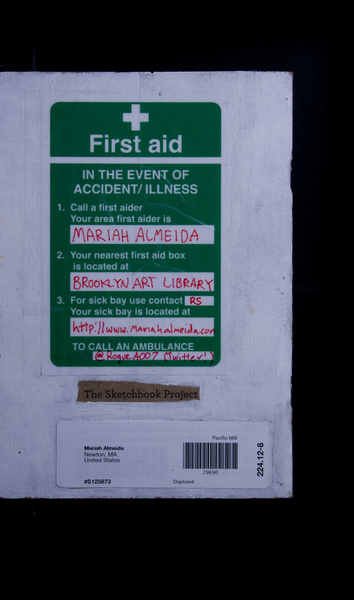 First aid
IN THE EVENT OF
ACCIDENT/ ILLNESS
1. Call a first aider
Your area first aider is
MARIAH ALMEIDA
2. Your nearest first aid box
is located at
BROOKLYN ART LIBRARY
3. For sick bay use contact RS
Your sick bay is located at
http://www.mariahalmeida.com
TO CALL AN AMBULANCE
@RogueA007 (Twitter)
The Sketchbook Project
Pacific NW
Mariah Almeida
Newton, MA
United States
29690
#S125873
Digitized
224.12-8